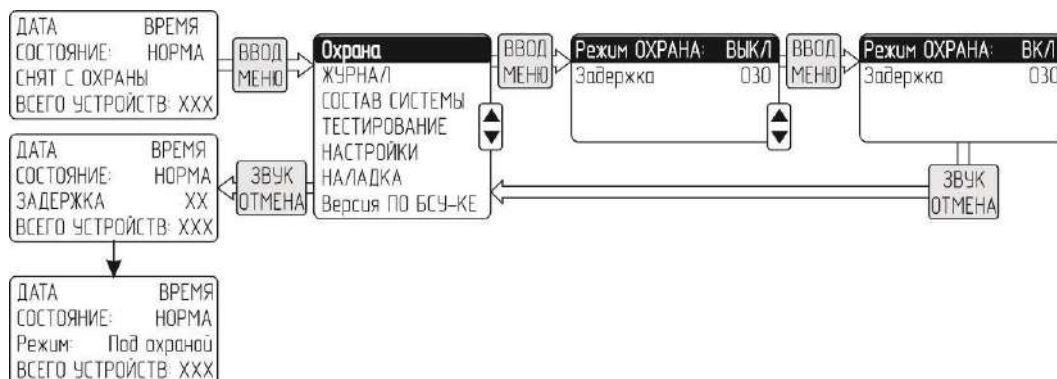 ДАТА ВРЕМЯ
СОСТОЯНИЕ: НОРМА
СНЯТ С ОХРАНЫ
ВСЕГО УСТРОЙСТВ: XXX
ВВОД
МЕНЮ
Охрана
ЖУРНАЛ
СОСТАВ СИСТЕМЫ
ТЕСТИРОВАНИЕ
НАСТРОЙКИ
НАЛАДКА
Версия ПО БСУ-КЕ
ВВОД
МЕНЮ
Режим ОХРАНА: ВЫКЛ
Задержка 030
ВВОД
МЕНЮ
Режим ОХРАНА: ВКЛ
Задержка 030
ЗВУК
ОТМЕНА
ЗВУК
ОТМЕНА
ДАТА ВРЕМЯ
СОСТОЯНИЕ: НОРМА
ЗАДЕРЖКА XX
ВСЕГО УСТРОЙСТВ: XXX
ДАТА ВРЕМЯ
СОСТОЯНИЕ: НОРМА
Режим: Под охраной
ВСЕГО УСТРОЙСТВ: XXX